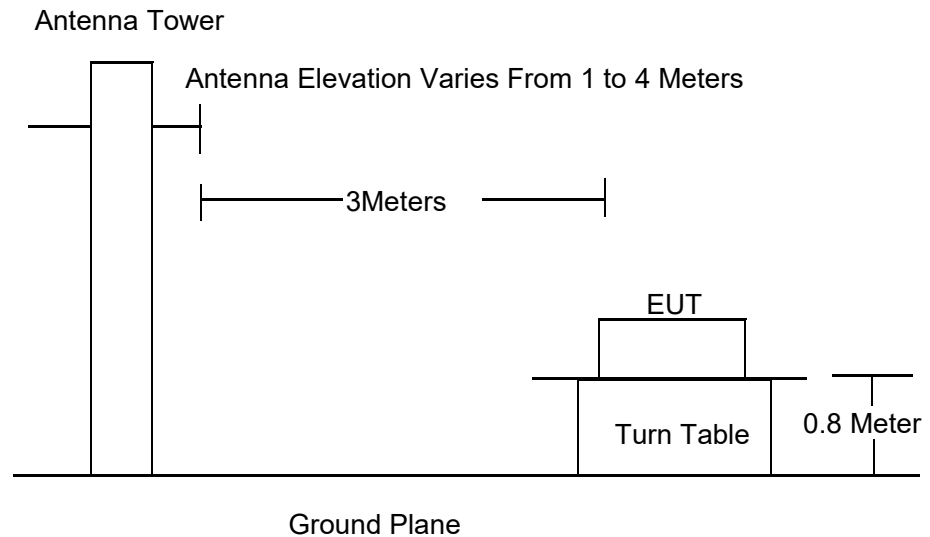 Antenna Tower
Antenna Elevation Varies From 1 to 4 Meters
3Meters
EUT
Turn Table
0.8 Meter
Ground Plane